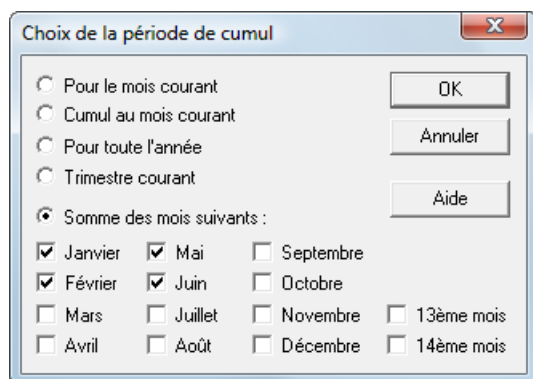 Choix de la période de cumul
Pour le mois courant
OK
Cumul au mois courant
Annuler
Pour toute l'année
Trimestre courant
Aide
Somme des mois suivants :
Janvier Mai Septembre
Février Juin Octobre
Mars Juillet Novembre 13ème mois
Avril Août Décembre 14ème mois